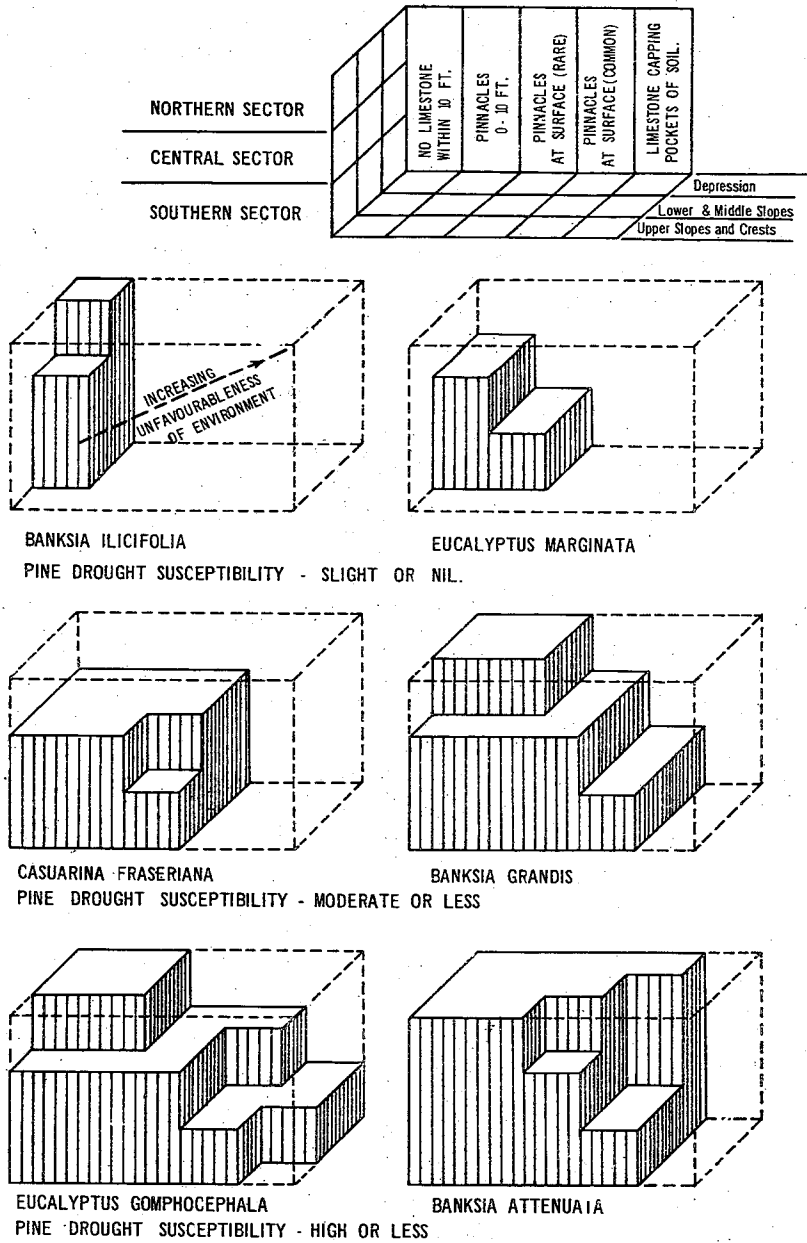 NORTHERN SECTOR
CENTRAL SECTOR
SOUTHERN SECTOR
NO LIMESTONE
WITHIN 10 FT.
PINNACLES
0-10 FT.
PINNACLES
AT SURFACE (RARE)
PINNACLES
AT SURFACE (COMMON)
LIMESTONE CAPPING
POCKETS OF SOIL.
Depression
Lower & Middle Slopes
Upper Slopes and Crests
INCREASING
UNFAVOURABLENESS
OF ENVIRONMENT
BANKSIA ILICIFOLIA
EUCALYPTUS MARGINATA
PINE DROUGHT SUSCEPTIBILITY - SLIGHT OR NIL.
CASUARINA FRASERIANA
BANKSIA GRANDIS
PINE DROUGHT SUSCEPTIBILITY - MODERATE OR LESS
EUCALYPTUS GOMPHOCEPHALA
BANKSIA ATTENUAIA
PINE DROUGHT SUSCEPTIBILITY - HIGH OR LESS